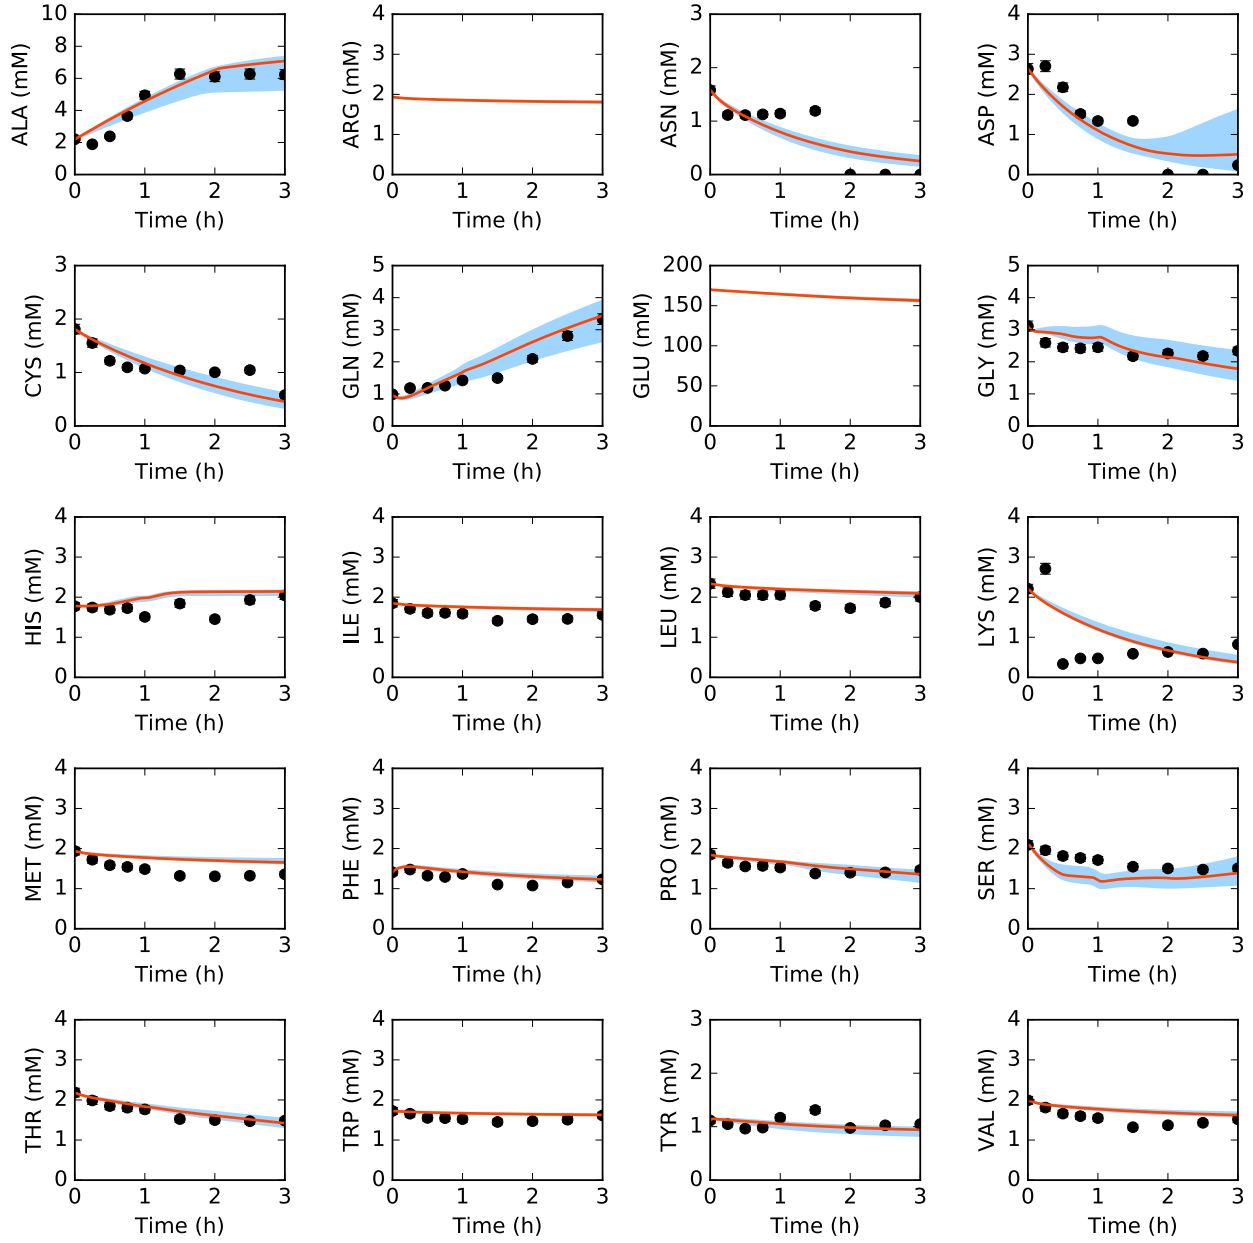 ALA (mM)
10
8
6
4
2
0
0 1 2 3
Time (h)
ARG (mM)
4
3
2
1
0
0 1 2 3
Time (h)
ASN (mM)
3
2
1
0
0 1 2 3
Time (h)
ASP (mM)
4
3
2
1
0
0 1 2 3
Time (h)
CYS (mM)
3
2
1
0
0 1 2 3
Time (h)
GLN (mM)
5
4
3
2
1
0
0 1 2 3
Time (h)
GLU (mM)
200
150
100
50
0
0 1 2 3
Time (h)
GLY (mM)
5
4
3
2
1
0
0 1 2 3
Time (h)
HIS (mM)
4
3
2
1
0
0 1 2 3
Time (h)
ILE (mM)
4
3
2
1
0
0 1 2 3
Time (h)
LEU (mM)
4
3
2
1
0
0 1 2 3
Time (h)
LYS (mM)
4
3
2
1
0
0 1 2 3
Time (h)
MET (mM)
4
3
2
1
0
0 1 2 3
Time (h)
PHE (mM)
4
3
2
1
0
0 1 2 3
Time (h)
PRO (mM)
4
3
2
1
0
0 1 2 3
Time (h)
SER (mM)
4
3
2
1
0
0 1 2 3
Time (h)
THR (mM)
4
3
2
1
0
0 1 2 3
Time (h)
TRP (mM)
4
3
2
1
0
0 1 2 3
Time (h)
TYR (mM)
3
2
1
0
0 1 2 3
Time (h)
VAL (mM)
4
3
2
1
0
0 1 2 3
Time (h)